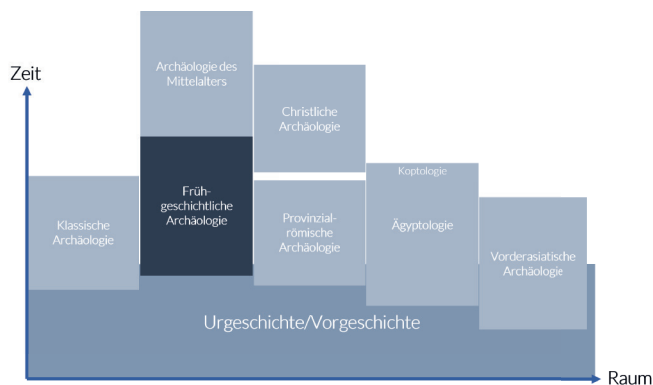 Zeit
Archäologie des
Mittelalters
Christliche
Archäologie
Klassische
Archäologie
Früh-
geschichtliche
Archäologie
Provinzial-
römische
Archäologie
Koptologie
Ägyptologie
Vorderasiatische
Archäologie
Urgeschichte/Vorgeschichte
Raum